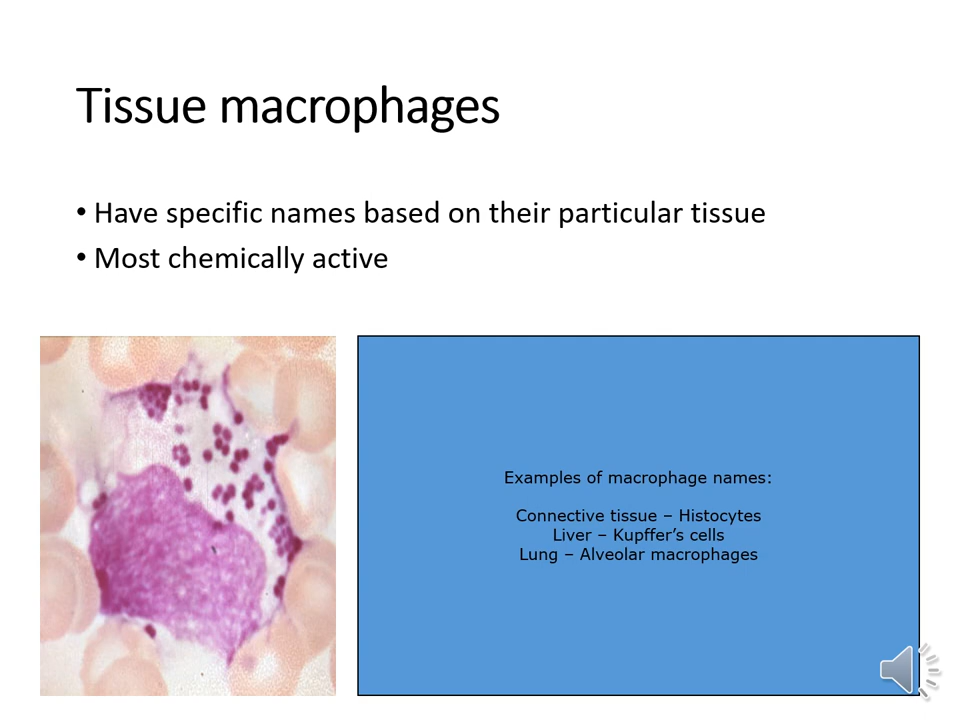 Tissue macrophages
• Have specific names based on their particular tissue
• Most chemically active
Examples of macrophage names:
Connective tissue – Histocytes
Liver – Kupffer’s cells
Lung – Alveolar macrophages